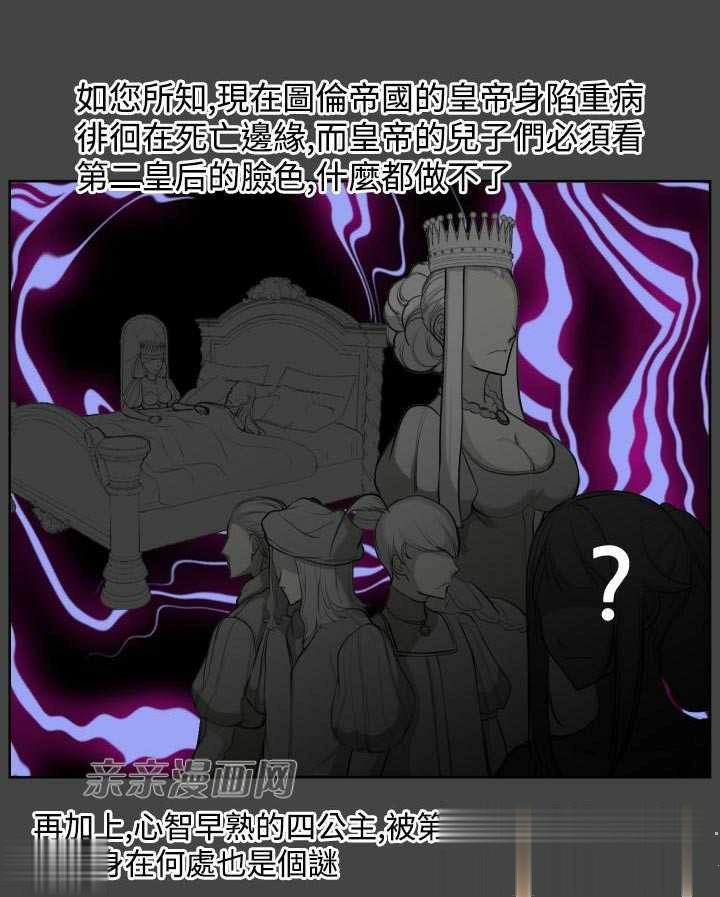 如您所知,現在圖倫帝國的皇帝身陷重病
徘徊在死亡邊緣,而皇帝的兒子們必須看
第二皇后的臉色,什麼都做不了
?
亲亲漫画网
再加上,心智早熟的四公主,被第
身在何處也是個謎